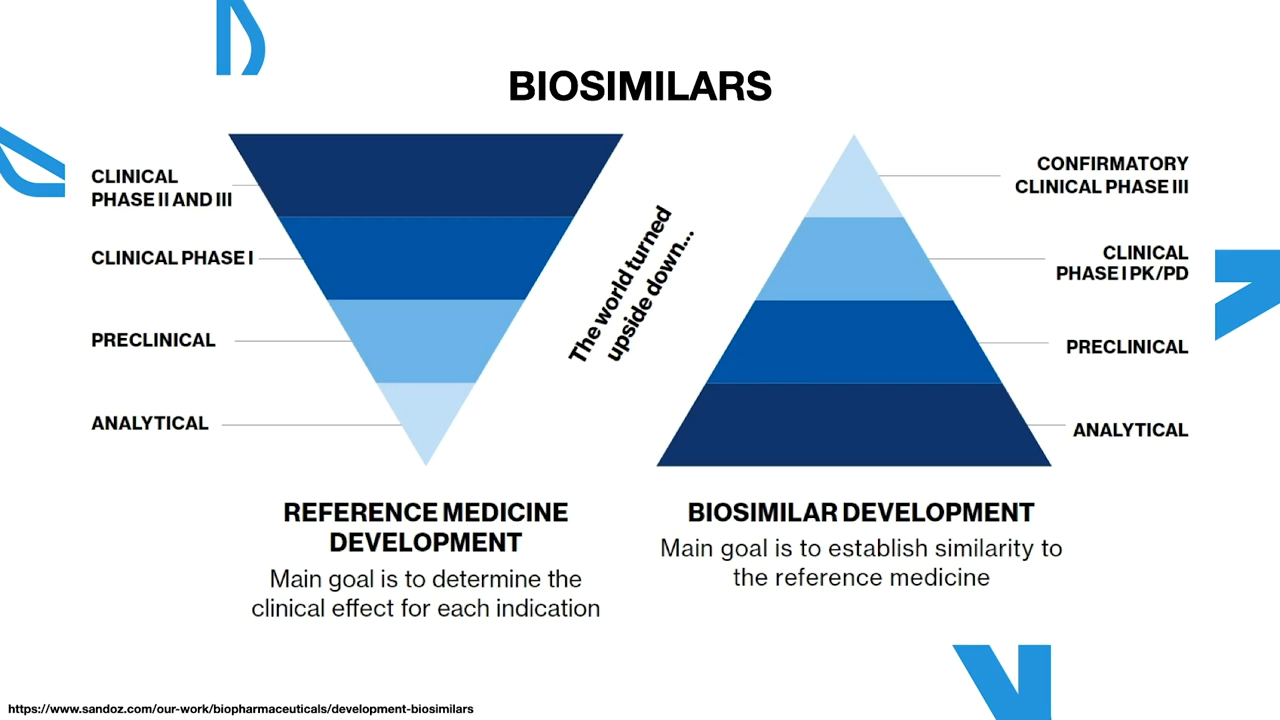 BIOSIMILARS
CLINICAL
PHASE II AND III
CLINICAL PHASE I
PRECLINICAL
ANALYTICAL
The world turned
upside down...
CONFIRMATORY
CLINICAL PHASE III
CLINICAL
PHASE I PK/PD
PRECLINICAL
ANALYTICAL
REFERENCE MEDICINE
DEVELOPMENT
Main goal is to determine the
clinical effect for each indication
BIOSIMILAR DEVELOPMENT
Main goal is to establish similarity to
the reference medicine
https://www.sandoz.com/our-work/biopharmaceuticals/development-biosimilars